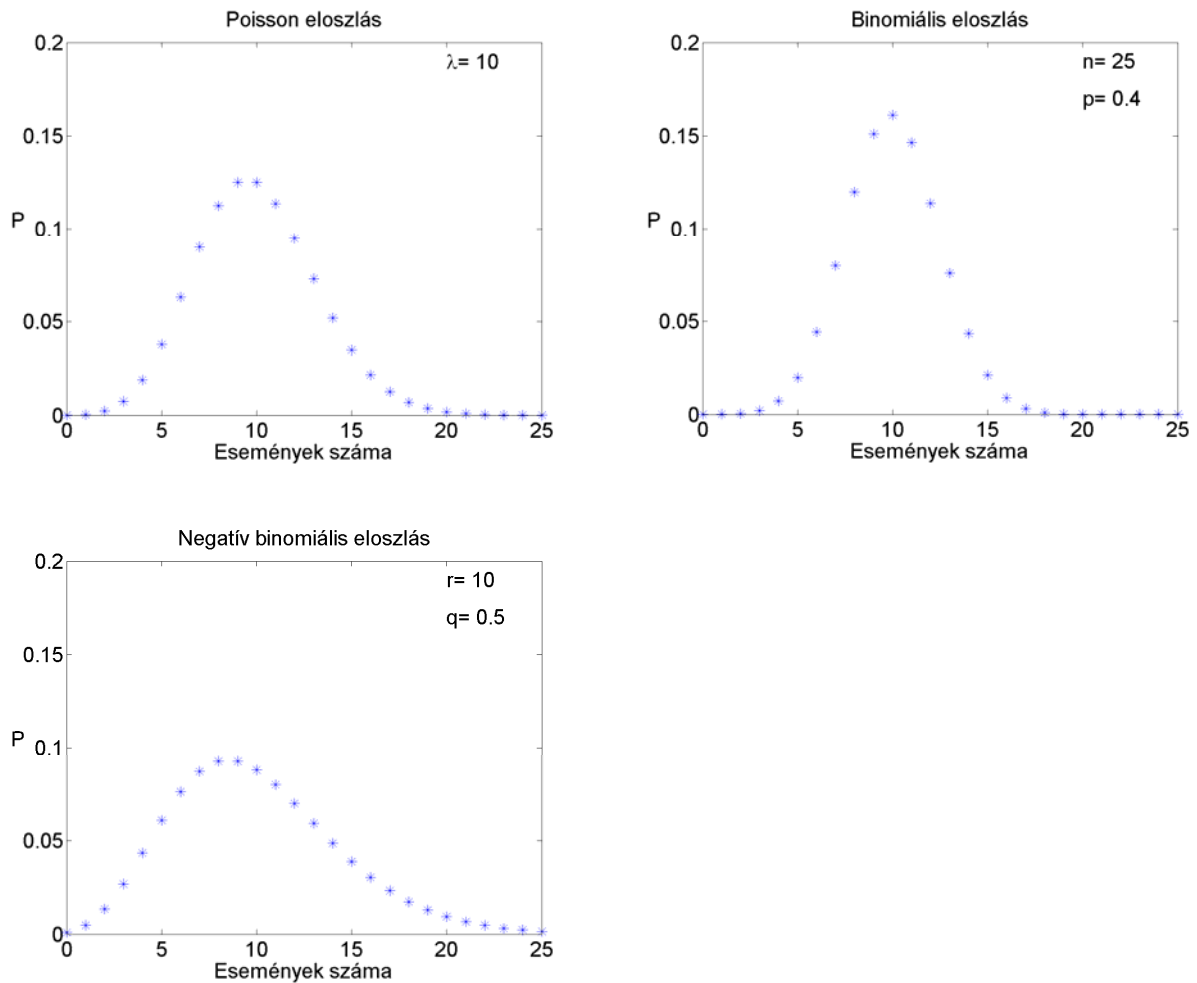 Poisson eloszlás
0.2
λ= 10
0.15
P
0.1
0.05
0
0 5 10 15 20 25
Események száma
Binomiális eloszlás
0.2
n= 25
p= 0.4
0.15
P
0.1
0.05
0
0 5 10 15 20 25
Események száma
Negatív binomiális eloszlás
0.2
r= 10
q= 0.5
0.15
P
0.1
0.05
0
0 5 10 15 20 25
Események száma